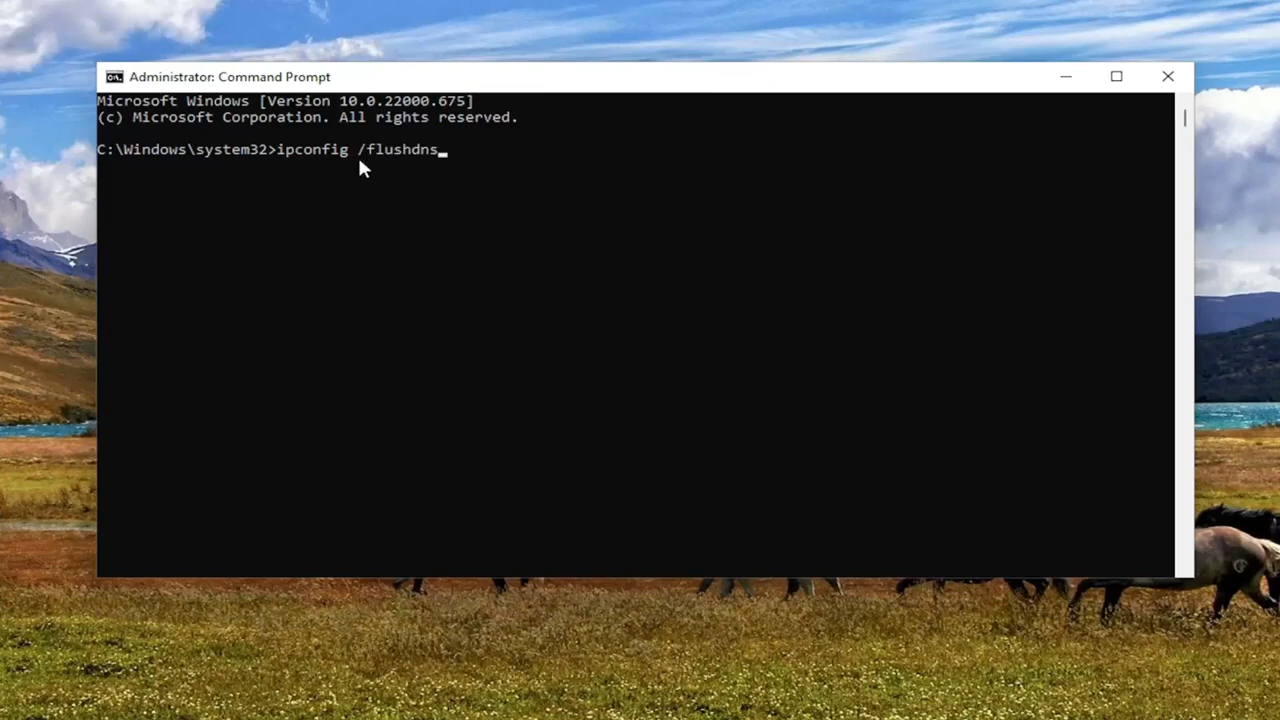 Administrator: Command Prompt
Microsoft Windows [Version 10.0.22000.675]
(c) Microsoft Corporation. All rights reserved.
C:\Windows\system32>ipconfig /flushdns